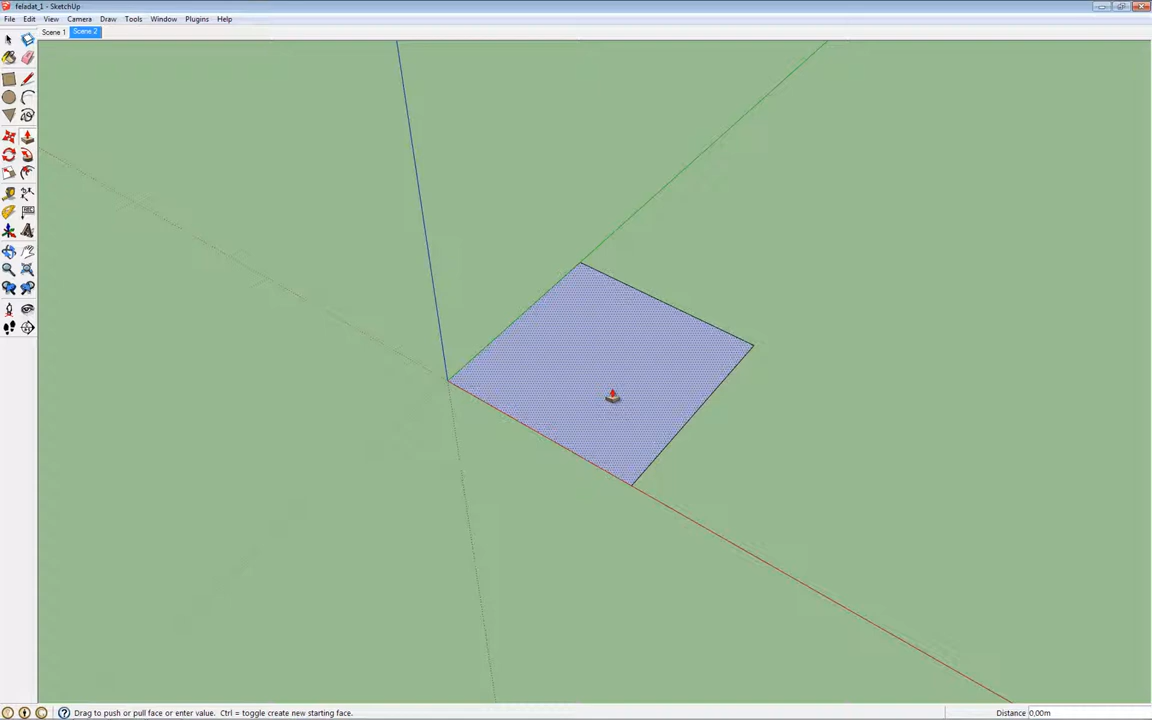 feladat_1 - SketchUp
File Edit View Camera Draw Tools Window Plugins Help
Scene 1 Scene 2
Drag to push or pull face or enter value. Ctrl = toggle create new starting face. Distance 0,00m